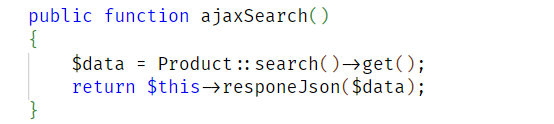 public function ajaxSearch()
{
$data = Product::search()->get();
return $this->responeJson($data);
}